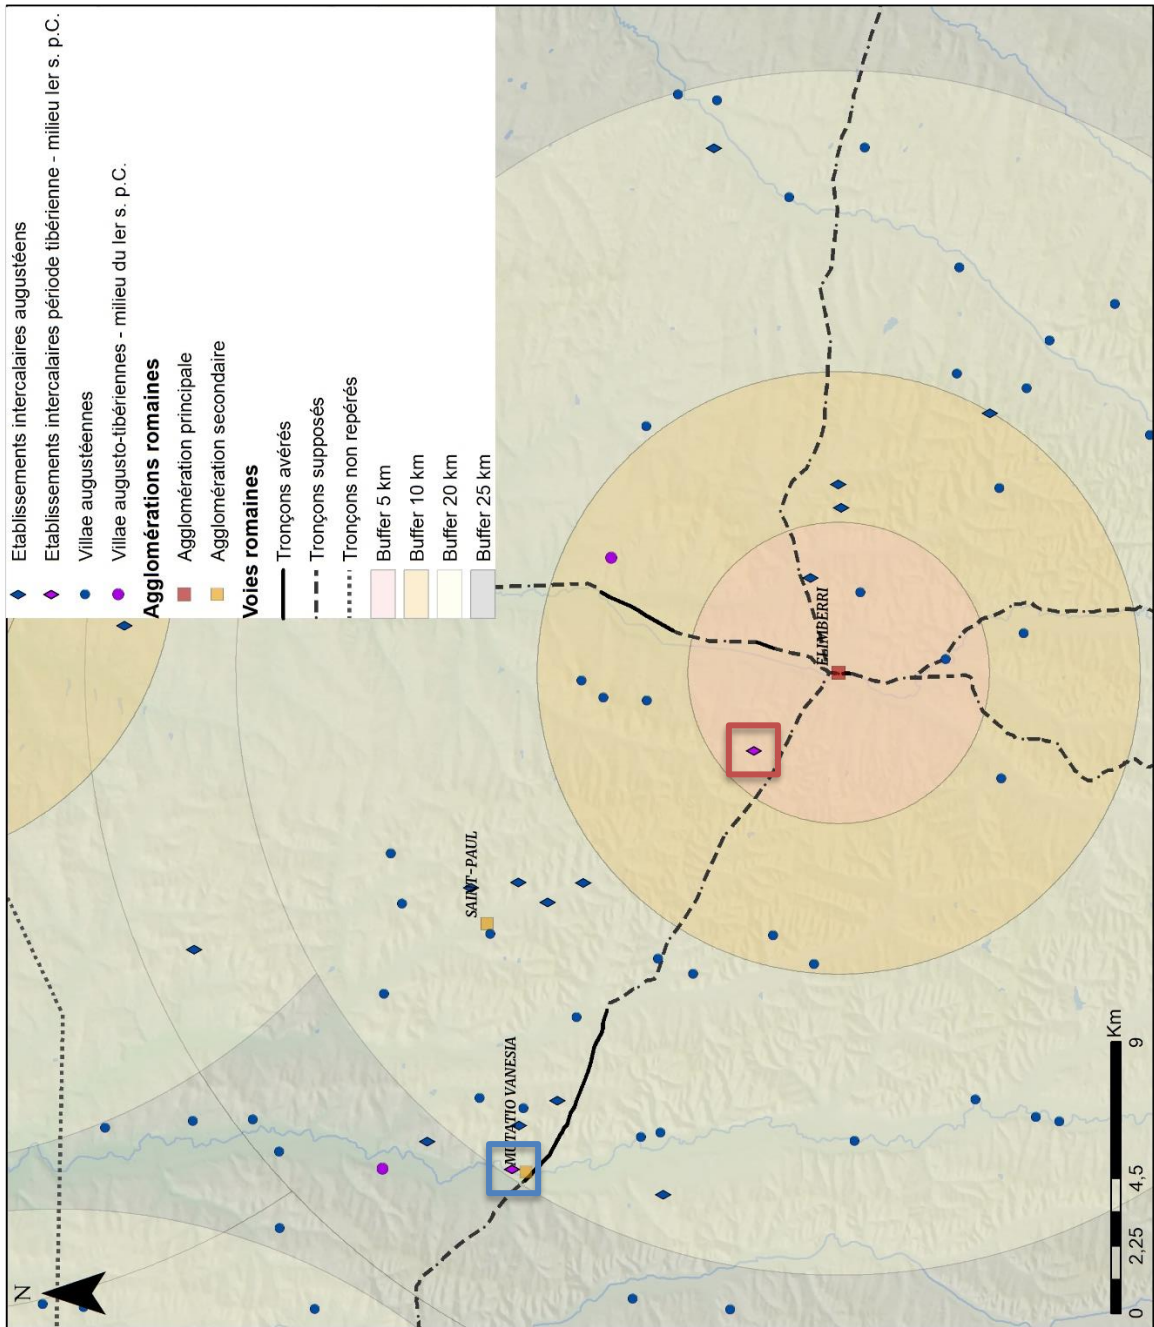 Etablissements intercalaires augustéens
Etablissements intercalaires période tibérienne - milieu Ier s. p.C.
Villae augustéennes
Villae augusto-tibériennes - milieu du Ier s. p.C.
Agglomérations romaines
Agglomération principale
Agglomération secondaire
Voies romaines
Tronçons avérés
Tronçons supposés
Tronçons non repérés
Buffer 5 km
Buffer 10 km
Buffer 20 km
Buffer 25 km
SAINT-PAUL
MUTATIO VANESIA
ELIMBERRI
N
0 2,25 4,5 9
Km